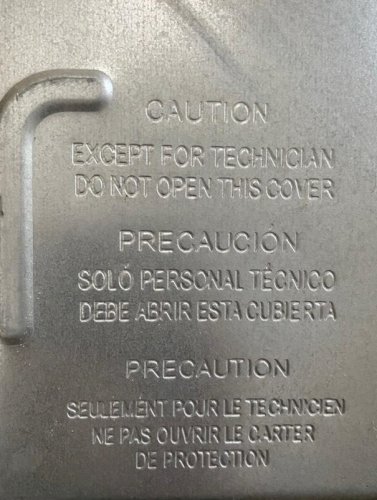 CAUTION
EXCEPT FOR TECHNICIAN
DO NOT OPEN THIS COVER
PRECAUCIÓN
SOLÓ PERSONAL TÉCNICO
DEBE ABRIR ESTA CUBIERTA
PRECAUTION
SEULEMENT POUR LE TECHNICIEN
NE PAS OUVRIR LE CARTER
DE PROTECTION